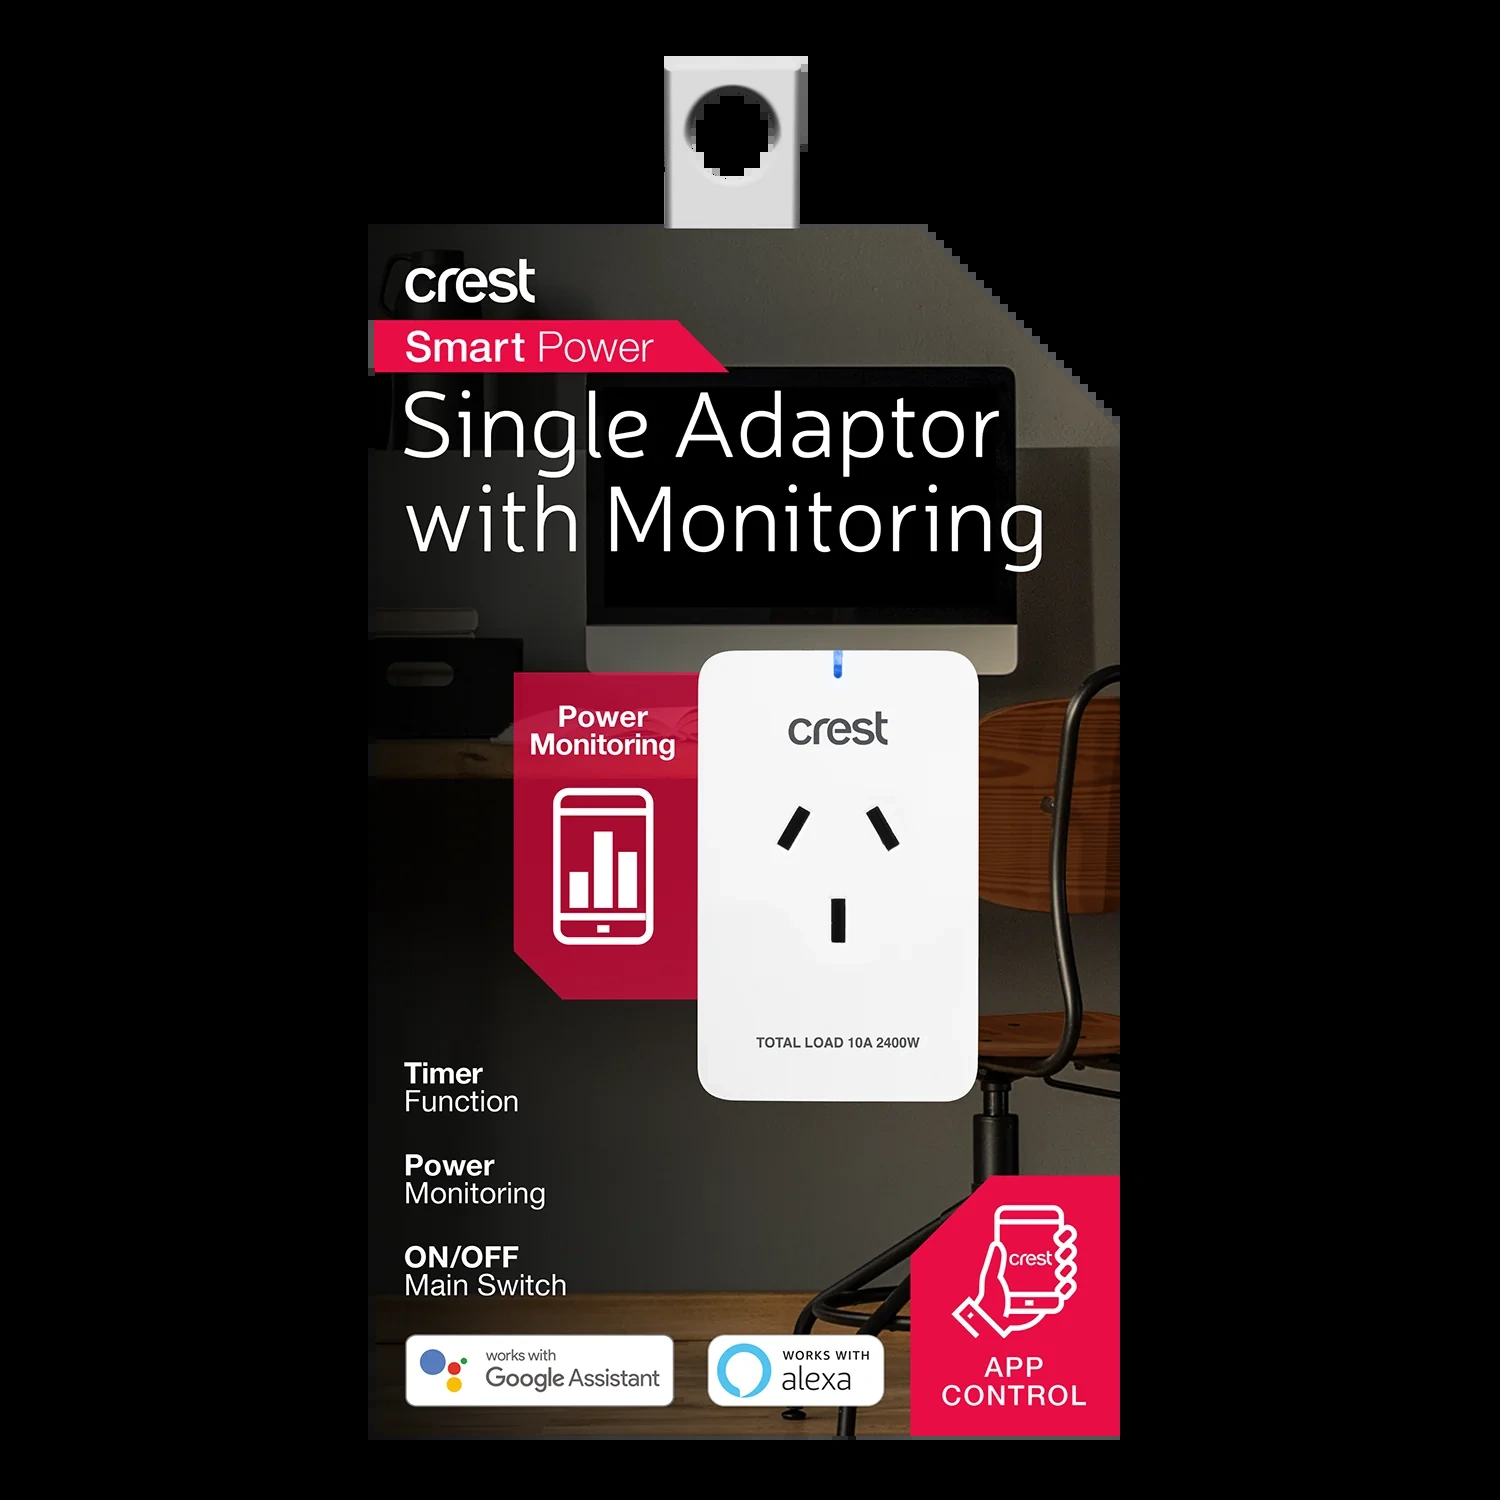 crest
Smart Power
Single Adaptor
with Monitoring
Power
Monitoring
crest
TOTAL LOAD 10A 2400W
Timer
Function
Power
Monitoring
ON/OFF
Main Switch
works with
Google Assistant
WORKS WITH
alexa
crest
APP
CONTROL